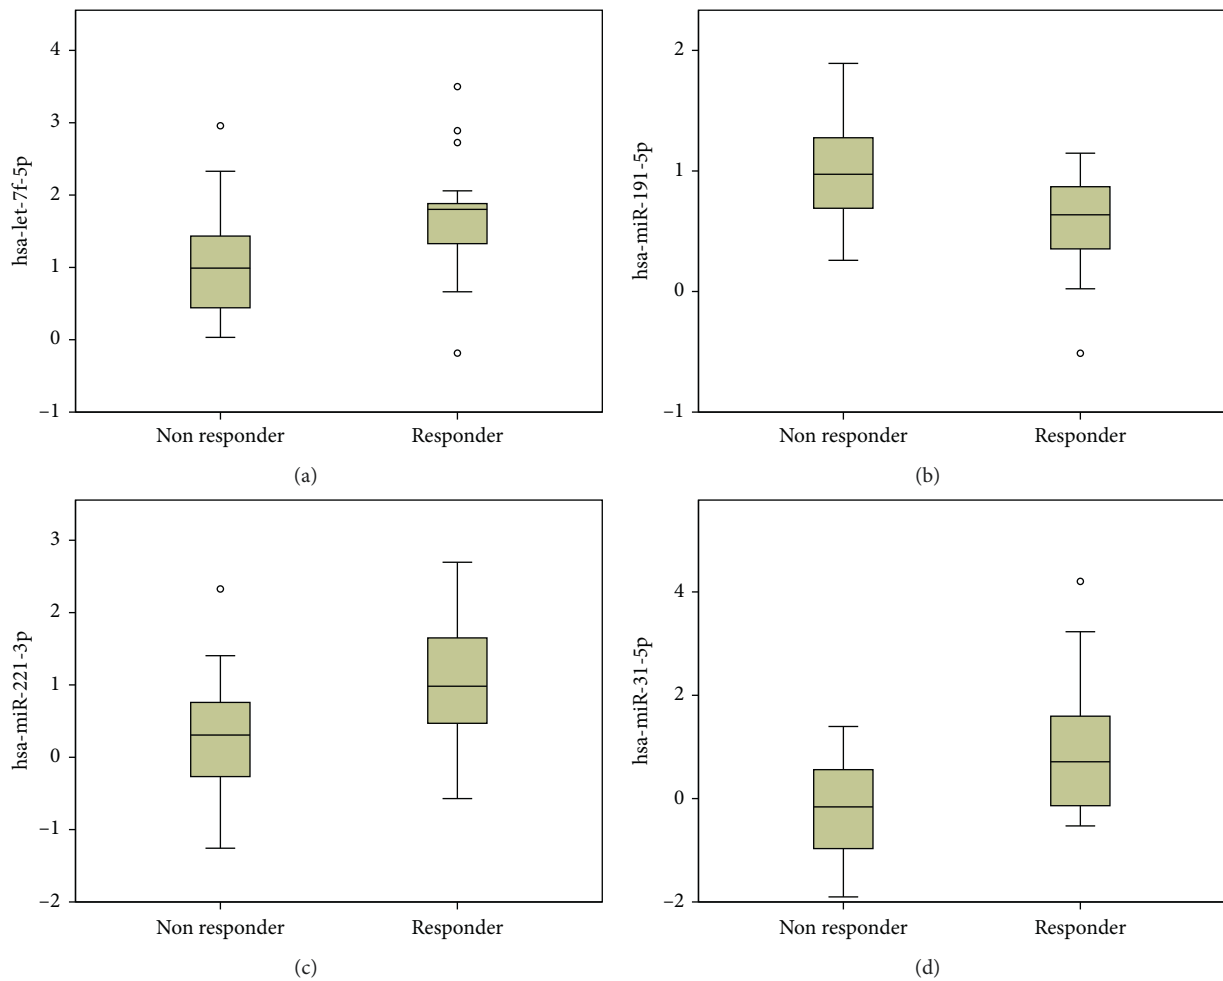 hsa-let-7f-5p
4
3
2
1
0
–1
Non responder
Responder
(a)
hsa-miR-191-5p
2
1
0
–1
Non responder
Responder
(b)
hsa-miR-221-3p
3
2
1
0
–1
–2
Non responder
Responder
(c)
hsa-miR-31-5p
4
2
0
–2
Non responder
Responder
(d)